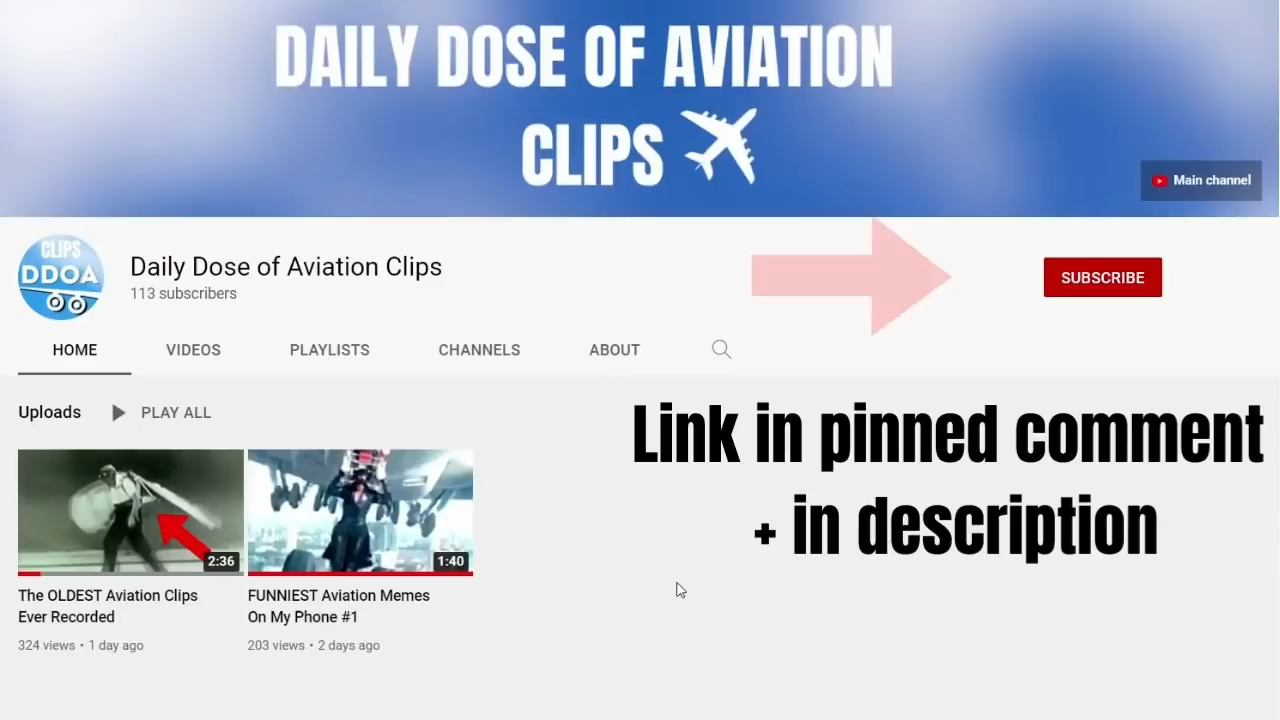 DAILY DOSE OF AVIATION
CLIPS
Main channel
CLIPS
DDOA
Daily Dose of Aviation Clips
113 subscribers
SUBSCRIBE
HOME
VIDEOS
PLAYLISTS
CHANNELS
ABOUT
Uploads
PLAY ALL
Link in pinned comment
+ in description
2:36
1:40
The OLDEST Aviation Clips
Ever Recorded
324 views • 1 day ago
FUNNIEST Aviation Memes
On My Phone #1
203 views • 2 days ago